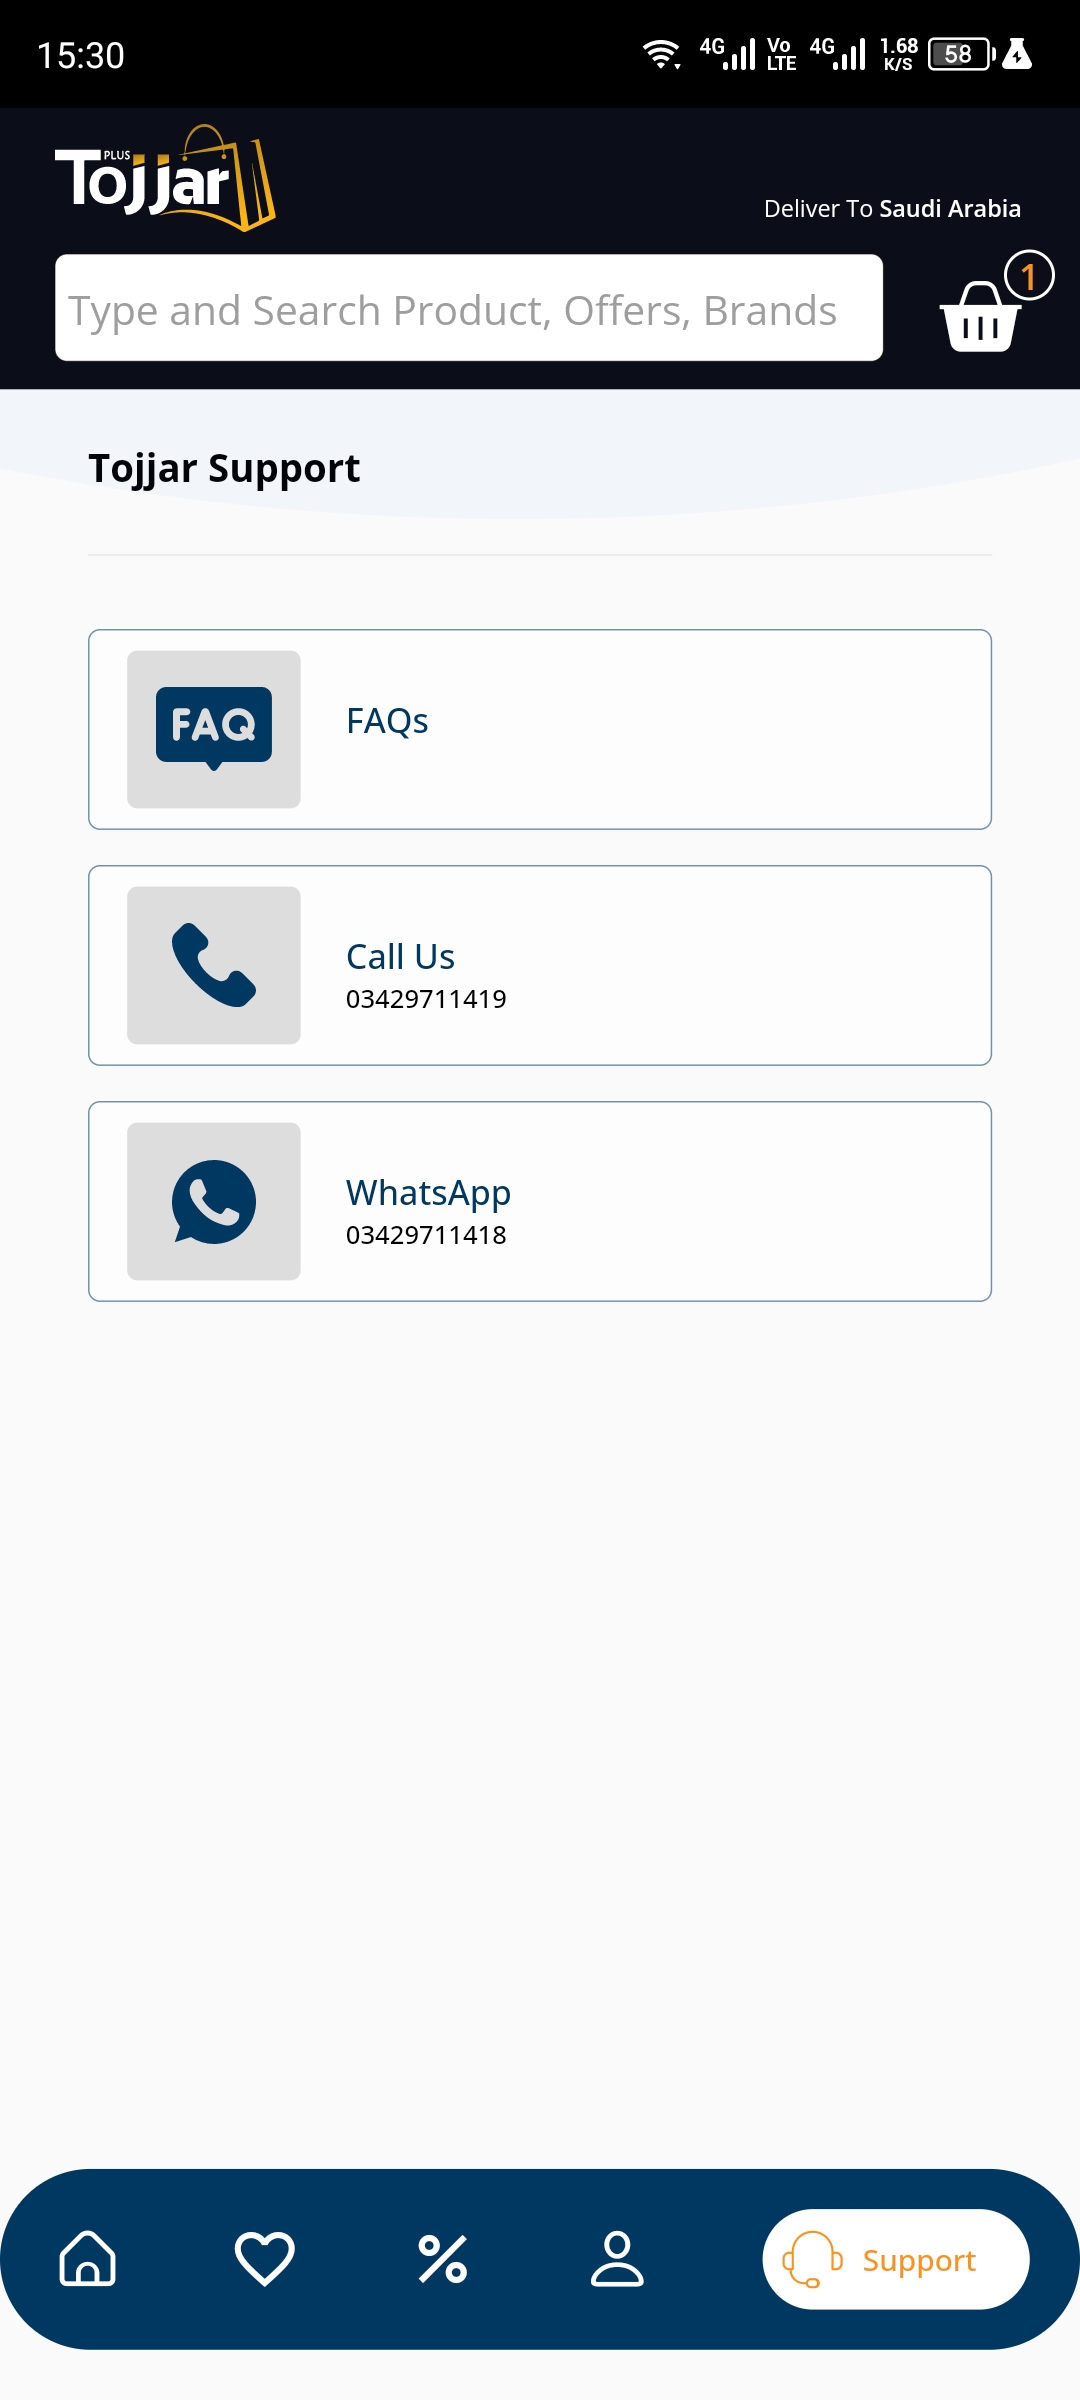 15:30
4G Vo LTE 4G 1.68 K/S 58
PLUS
Tojjar
Deliver To Saudi Arabia
1
Type and Search Product, Offers, Brands
Tojjar Support
FAQ
FAQs
Call Us
03429711419
WhatsApp
03429711418
Support